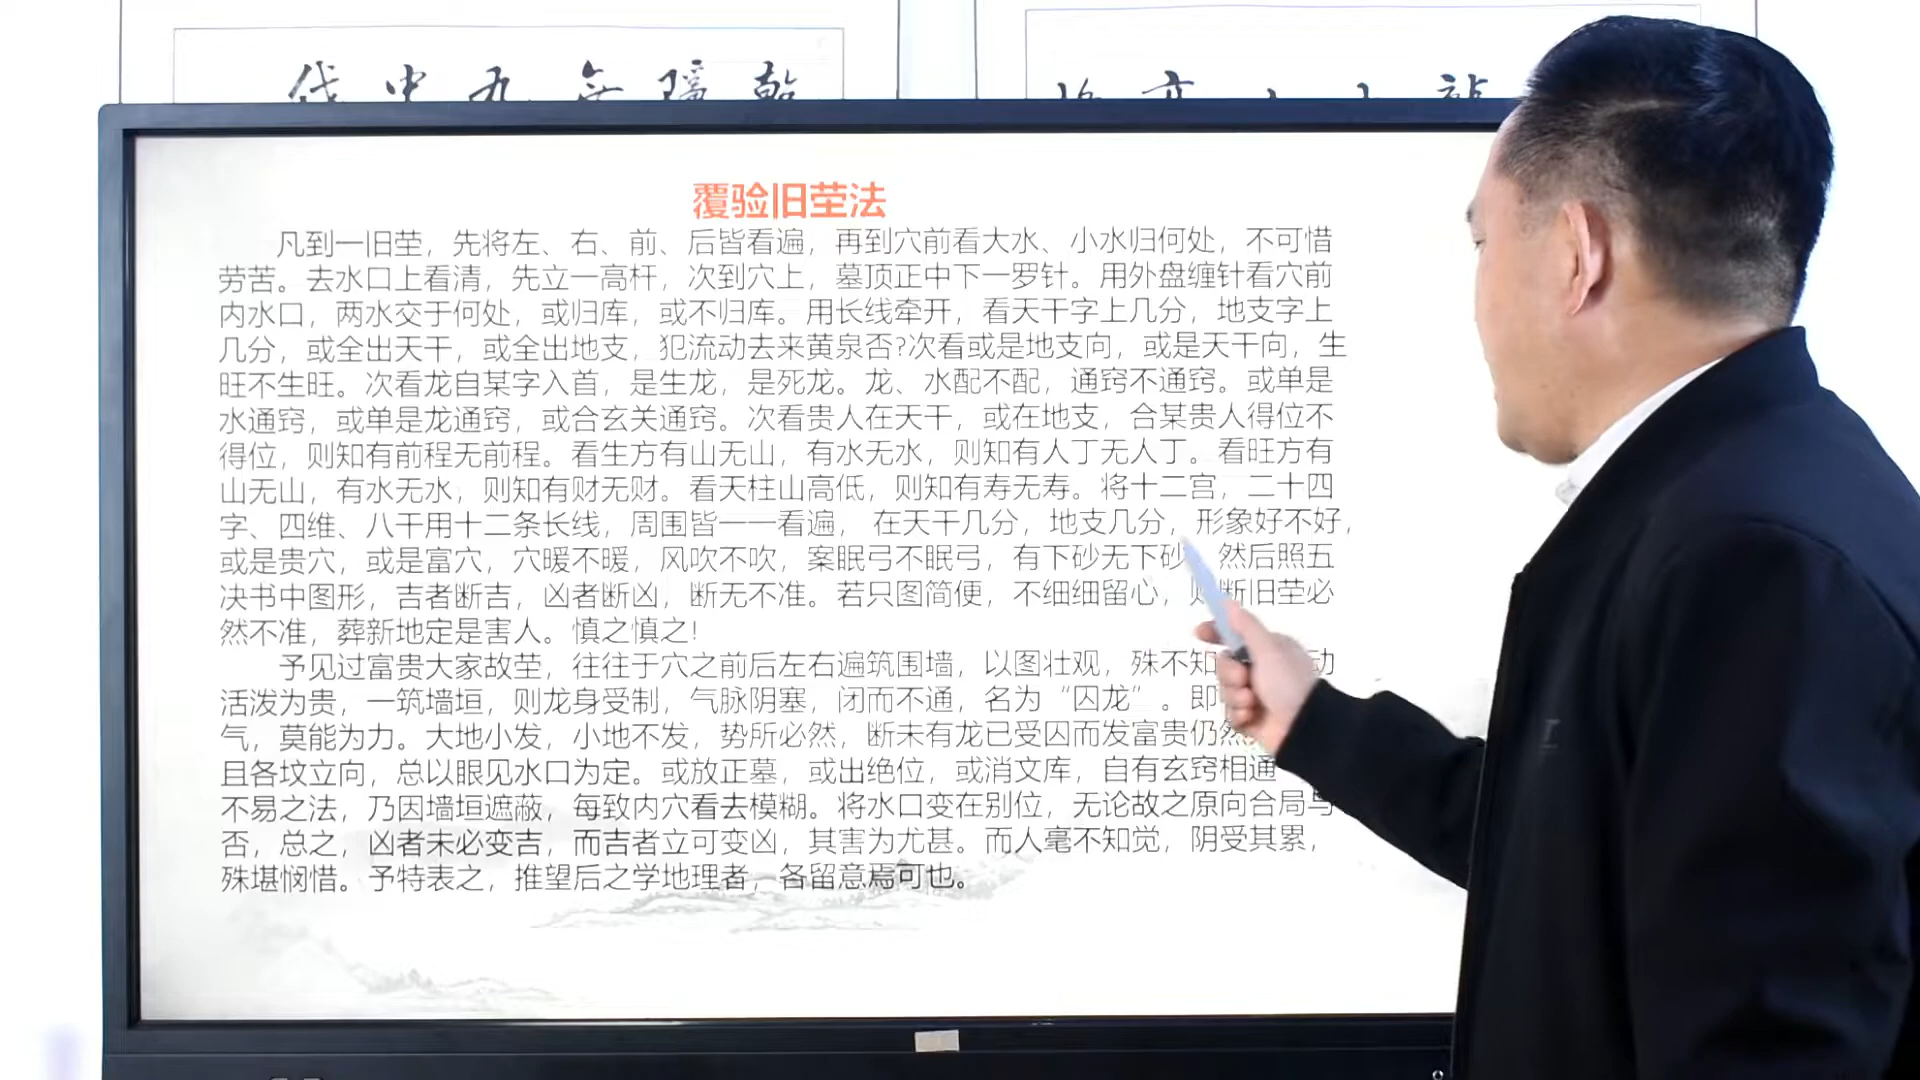 代中九无隔乾
覆验旧茔法
凡到一旧茔，先将左、右、前、后皆看遍，再到穴前看大水、小水归何处，不可惜
劳苦。去水口上看清，先立一高杆，次到穴上，墓顶正中下一罗针。用外盘缠针看穴前
内水口，两水交于何处，或归库，或不归库。用长线牵开，看天干字上几分，地支字上
几分，或全出天干，或全出地支，犯流动去来黄泉否?次看或是地支向，或是天干向，生
旺不生旺。次看龙自某字入首，是生龙，是死龙。龙、水配不配，通窍不通窍。或单是
水通窍，或单是龙通窍，或合玄关通窍。次看贵人在天干，或在地支，合某贵人得位不
得位，则知有前程无前程。看生方有山无山，有水无水，则知有人丁无人丁。看旺方有
山无山，有水无水，则知有财无财。看天柱山高低，则知有寿无寿。将十二宫，二十四
字、四维、八干用十二条长线，周围皆一一看遍， 在天干几分，地支几分，形象好不好，
或是贵穴，或是富穴，穴暖不暖，风吹不吹，案眠弓不眠弓，有下砂无下砂 然后照五
决书中图形，吉者断吉，凶者断凶，断无不准。若只图简便，不细细留心，则断旧茔必
然不准，葬新地定是害人。慎之慎之!
予见过富贵大家故茔，往往于穴之前后左右遍筑围墙，以图壮观，殊不知 动
活泼为贵，一筑墙垣，则龙身受制，气脉阴塞，闭而不通，名为“囚龙”。即
气，莫能为力。大地小发，小地不发，势所必然，断未有龙已受囚而发富贵仍然
且各坟立向，总以眼见水口为定。或放正墓，或出绝位，或消文库，自有玄窍相通
不易之法，乃因墙垣遮蔽，每致内穴看去模糊。将水口变在别位，无论故之原向合局与
否，总之，凶者未必变吉，而吉者立可变凶，其害为尤甚。而人毫不知觉，阴受其累，
殊堪悯惜。予特表之，推望后之学地理者，各留意焉可也。